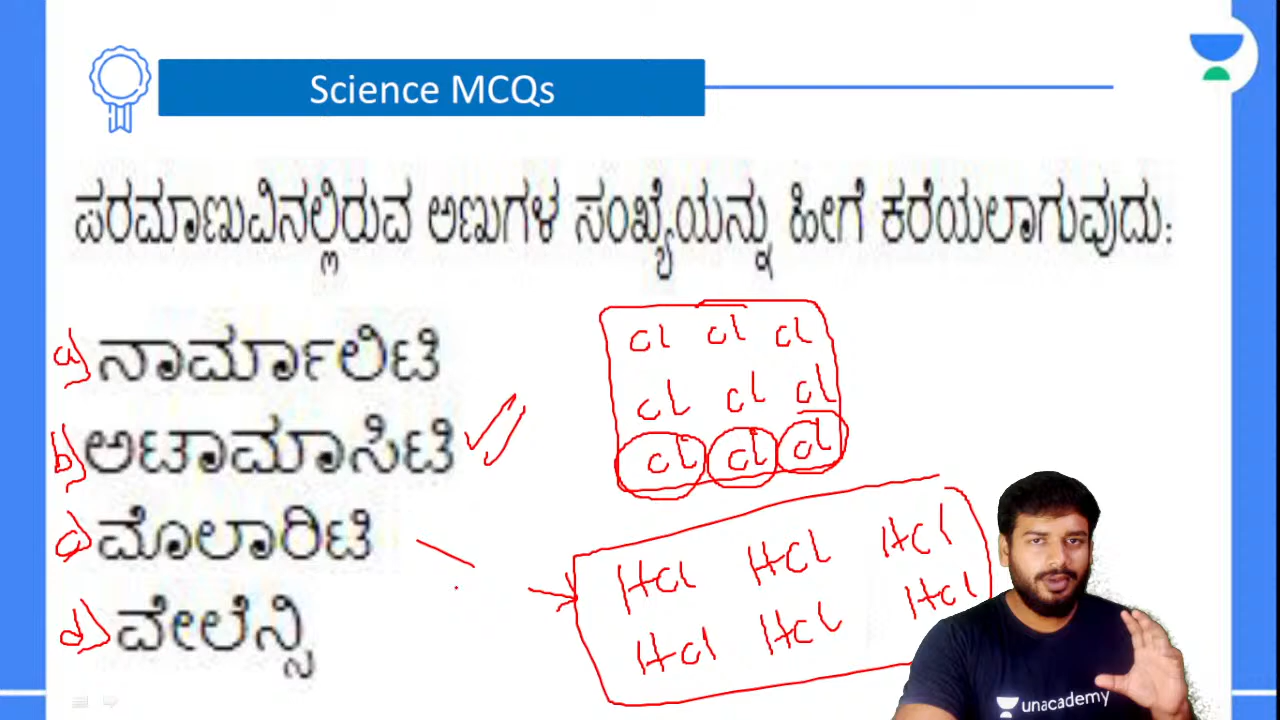 Science MCQs
ಪರಮಾಣುವಿನಲ್ಲಿರುವ ಅಣುಗಳ ಸಂಖ್ಯೆಯನ್ನು ಹೀಗೆ ಕರೆಯಲಾಗುವುದು:
a) ನಾರ್ಮಾಲಿಟಿ
b) ಅಟಾಮಾಸಿಟಿ
c) ಮೊಲಾರಿಟಿ
d) ವೇಲೆನ್ಸಿ
Cl Cl Cl
Cl Cl Cl
Cl Cl Cl
HCl HCl HCl
HCl HCl HCl
unacademy